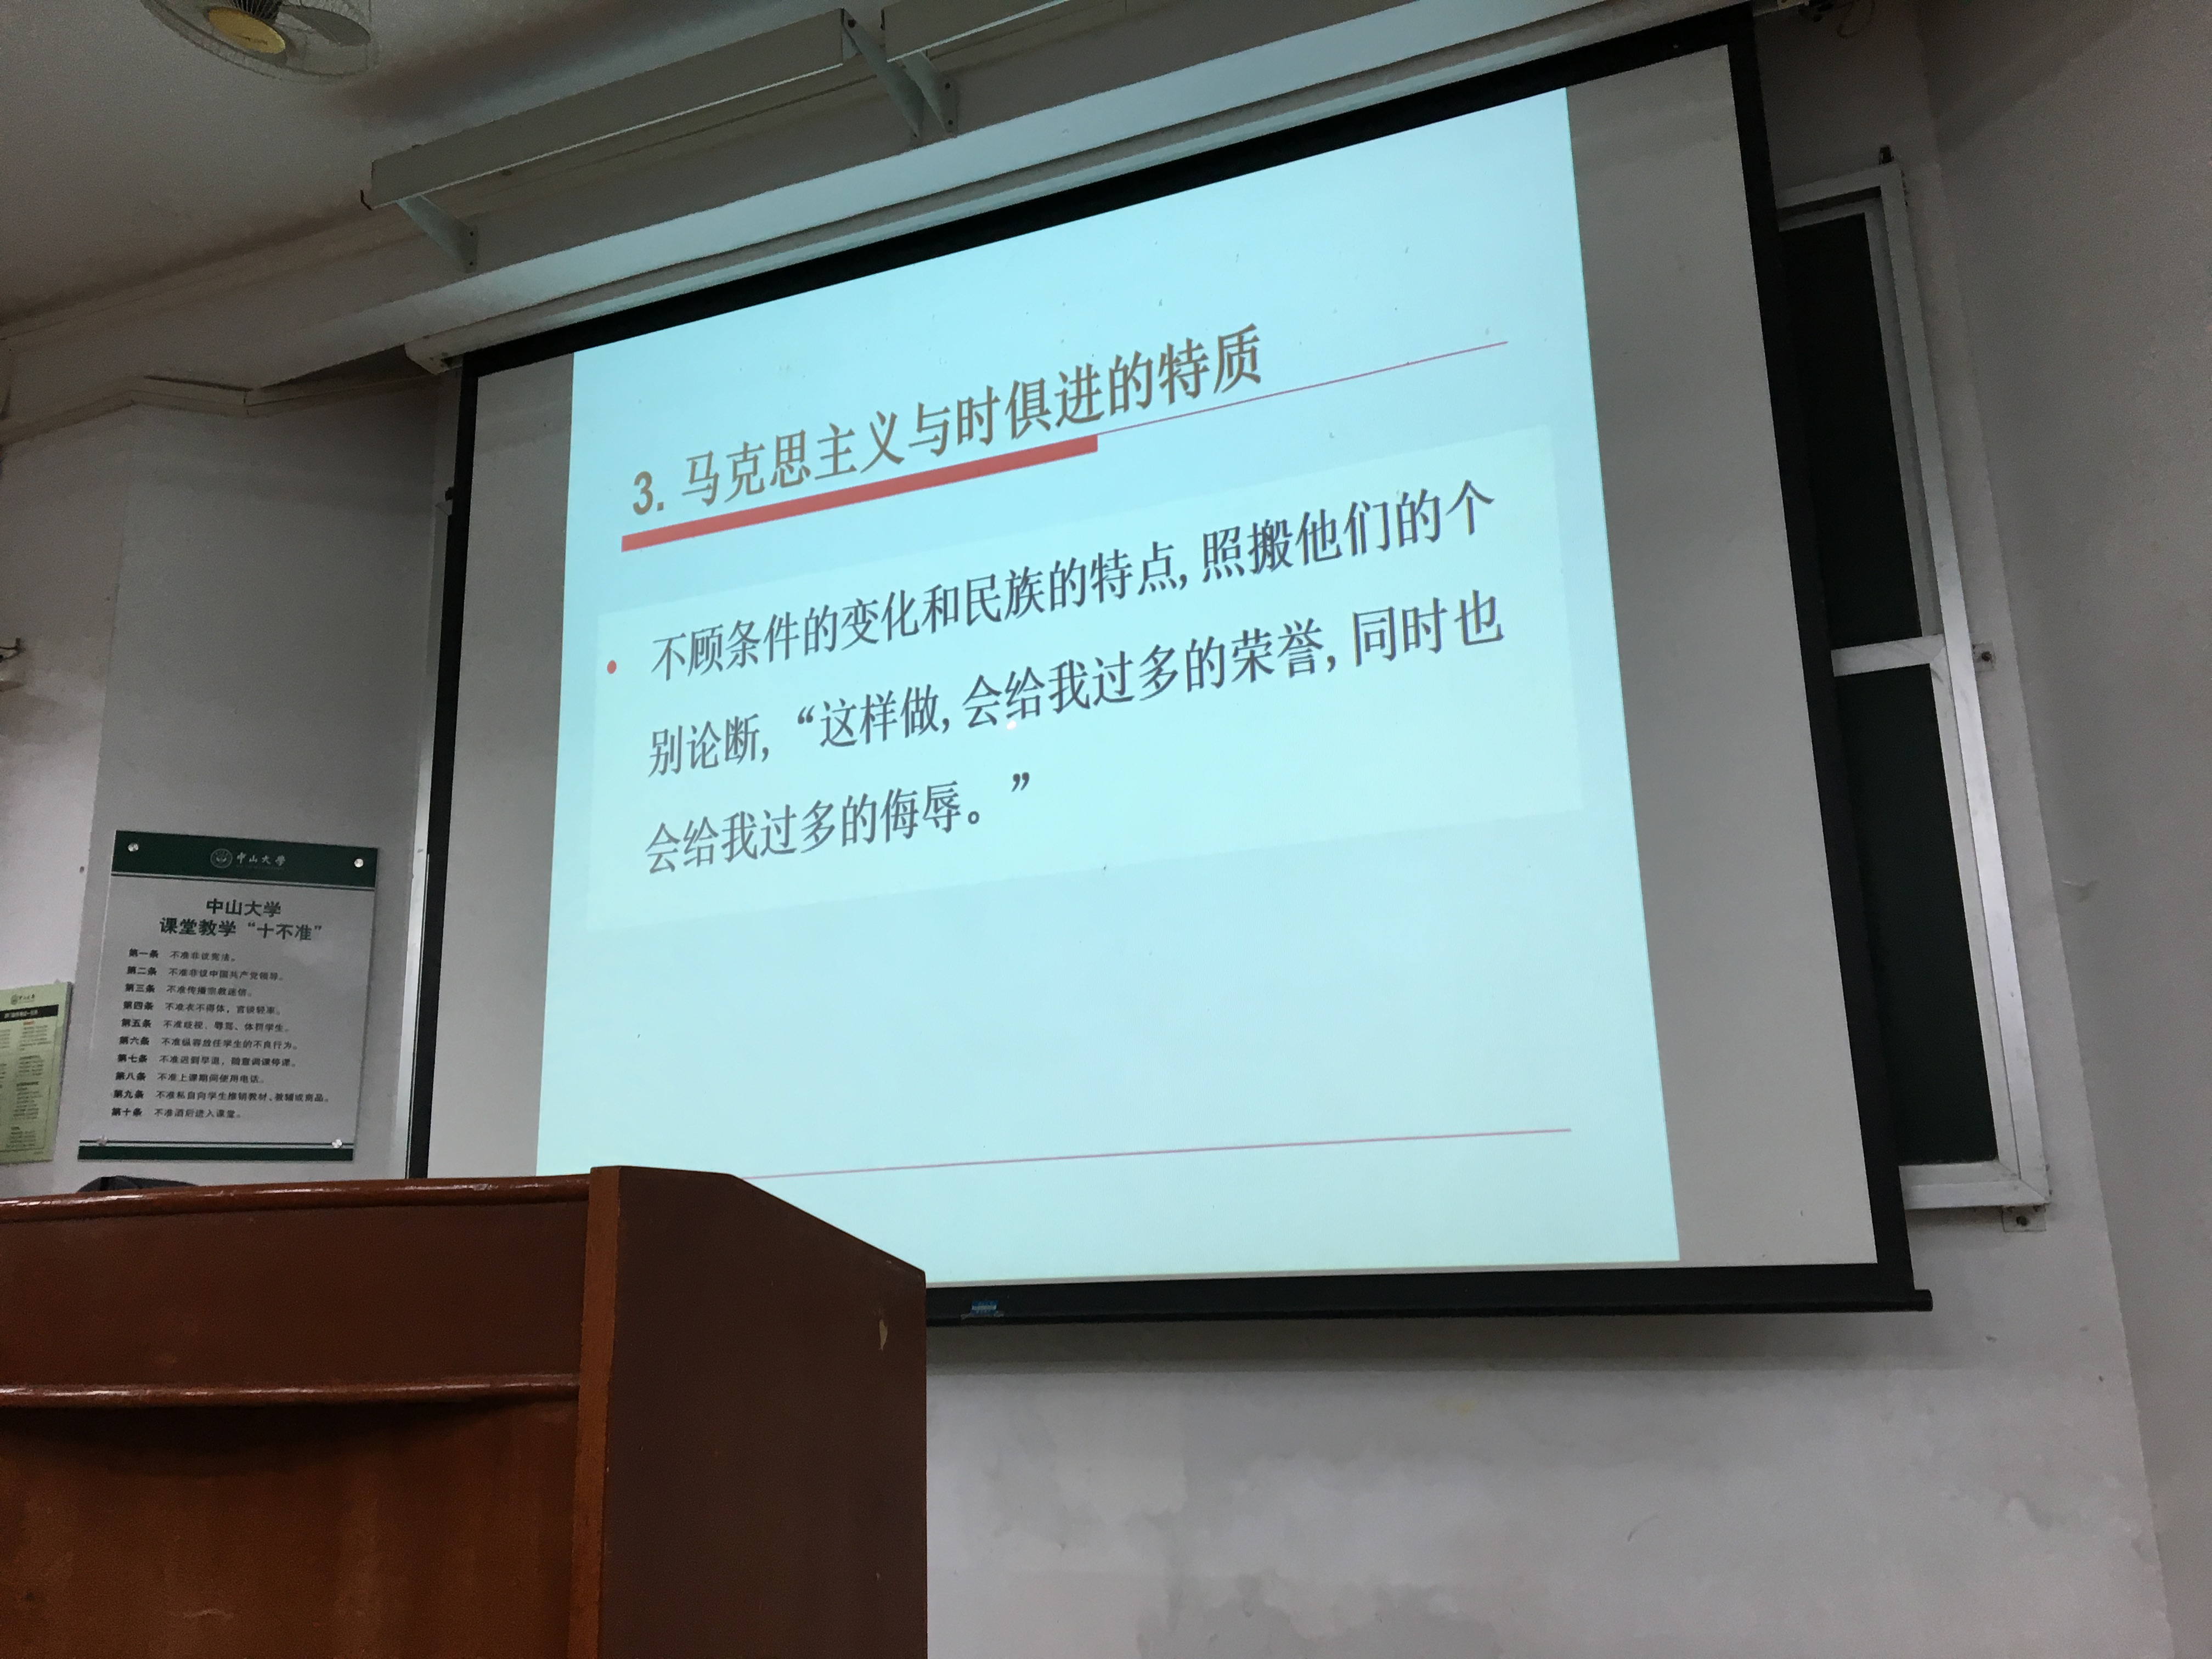 3. 马克思主义与时俱进的特质
• 不顾条件的变化和民族的特点, 照搬他们的个
别论断, “这样做, 会给我过多的荣誉, 同时也
会给我过多的侮辱。”
中山大学
中山大学
课堂教学“十不准”
第一条 不准非议宪法。
第二条 不准非议中国共产党领导。
第三条 不准传播宗教迷信。
第四条 不准衣不得体，言谈轻率。
第五条 不准歧视、辱骂、体罚学生。
第六条 不准纵容放任学生的不良行为。
第七条 不准迟到早退，随意调课停课。
第八条 不准上课期间使用电话。
第九条 不准私自向学生推销教材、教辅或商品。
第十条 不准酒后进入课堂。